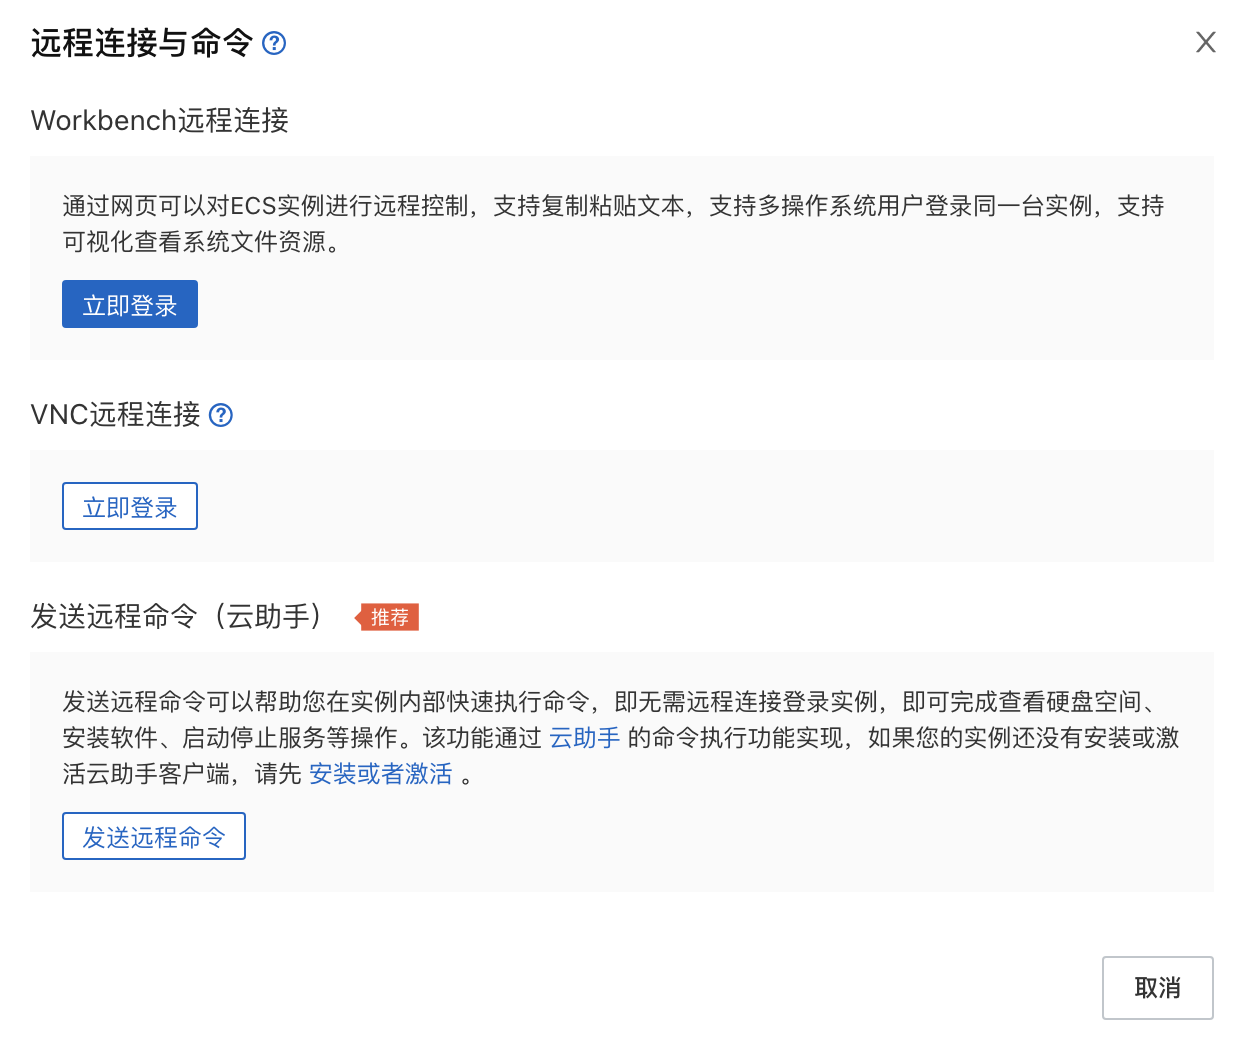 远程连接与命令
Workbench远程连接
通过网页可以对ECS实例进行远程控制，支持复制粘贴文本，支持多操作系统用户登录同一台实例，支持
可视化查看系统文件资源。
立即登录
VNC远程连接
立即登录
发送远程命令（云助手） 推荐
发送远程命令可以帮助您在实例内部快速执行命令，即无需远程连接登录实例，即可完成查看硬盘空间、
安装软件、启动停止服务等操作。该功能通过 云助手 的命令执行功能实现，如果您的实例还没有安装或激
活云助手客户端，请先 安装或者激活 。
发送远程命令
取消